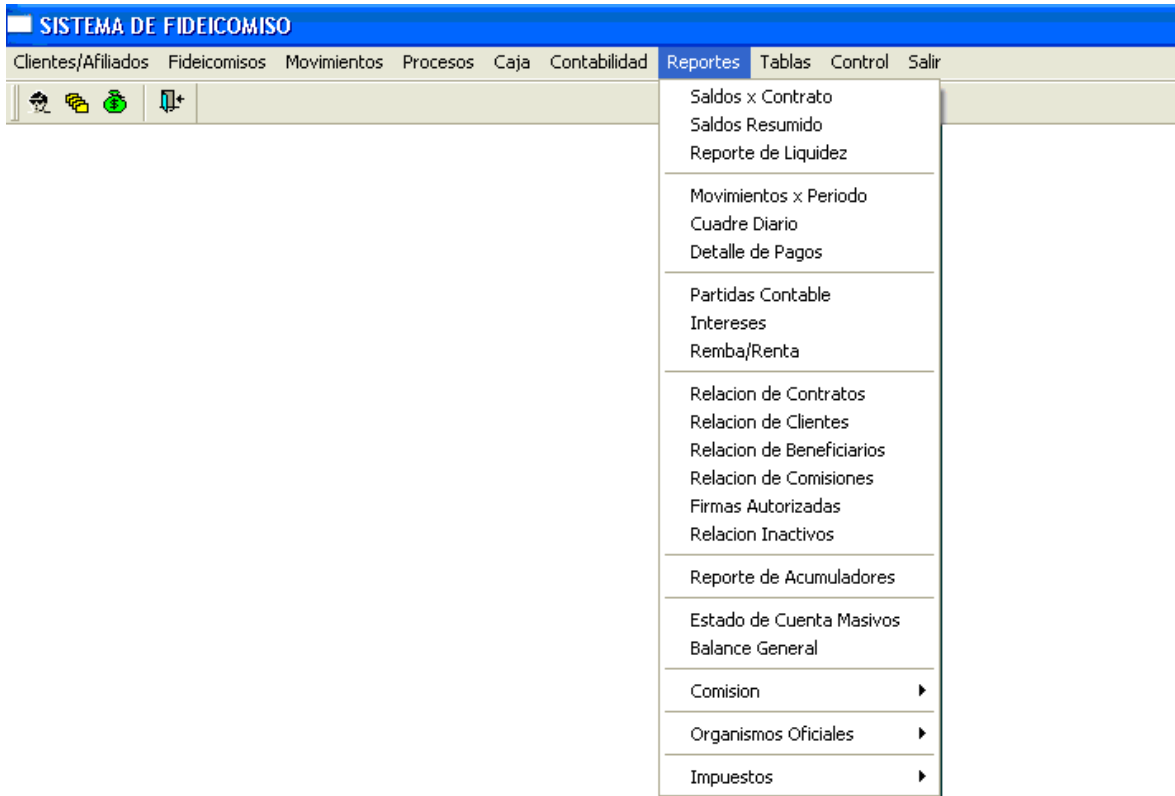 SISTEMA DE FIDEICOMISO
Clientes/Afiliados Fideicomisos Movimientos Procesos Caja Contabilidad Reportes Tablas Control Salir
Saldos x Contrato
Saldos Resumido
Reporte de Liquidez
Movimientos x Periodo
Cuadre Diario
Detalle de Pagos
Partidas Contable
Intereses
Remba/Renta
Relacion de Contratos
Relacion de Clientes
Relacion de Beneficiarios
Relacion de Comisiones
Firmas Autorizadas
Relacion Inactivos
Reporte de Acumuladores
Estado de Cuenta Masivos
Balance General
Comision
Organismos Oficiales
Impuestos